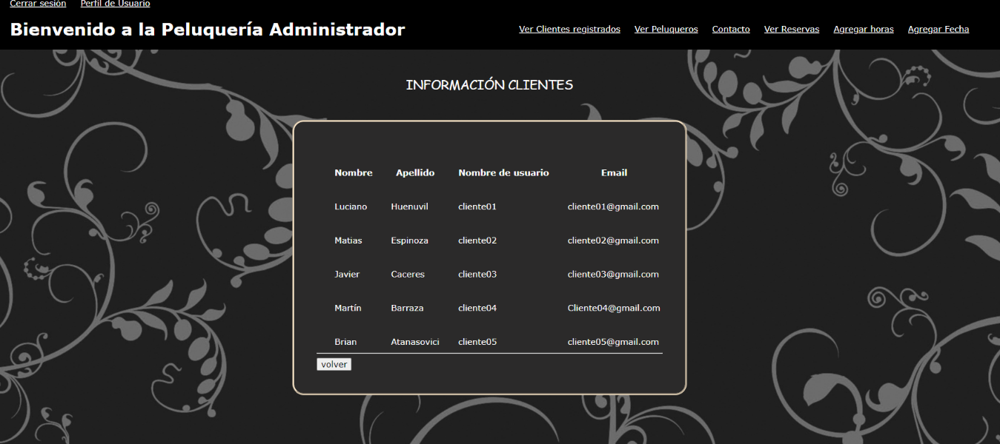 Cerrar sesión Perfil de Usuario
Bienvenido a la Peluquería Administrador
Ver Clientes registrados Ver Peluqueros Contacto Ver Reservas Agregar horas Agregar Fecha
INFORMACIÓN CLIENTES
Nombre Apellido Nombre de usuario Email
Luciano Huenuvil cliente01 cliente01@gmail.com
Matias Espinoza cliente02 cliente02@gmail.com
Javier Caceres cliente03 cliente03@gmail.com
Martín Barraza cliente04 Cliente04@gmail.com
Brian Atanasovici cliente05 cliente05@gmail.com
volver